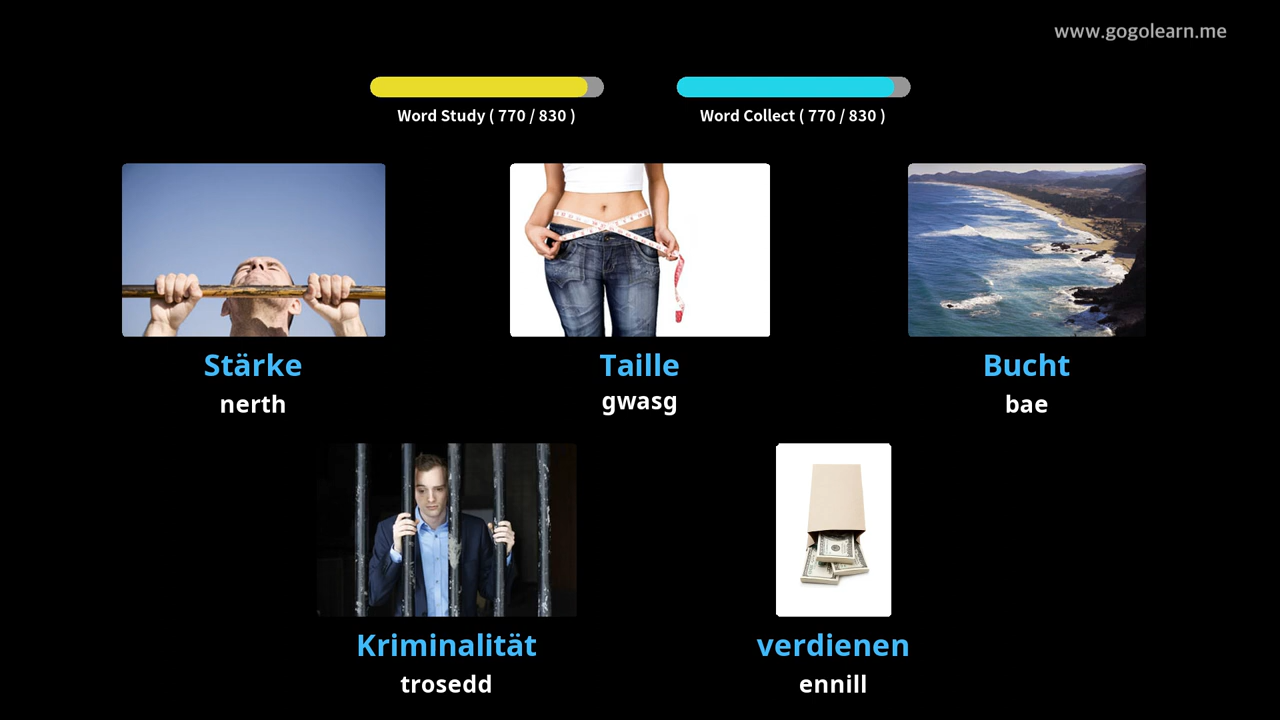 www.gogolearn.me
Word Study ( 770 / 830 )
Word Collect ( 770 / 830 )
Stärke
nerth
Taille
gwasg
Bucht
bae
Kriminalität
trosedd
verdienen
ennill